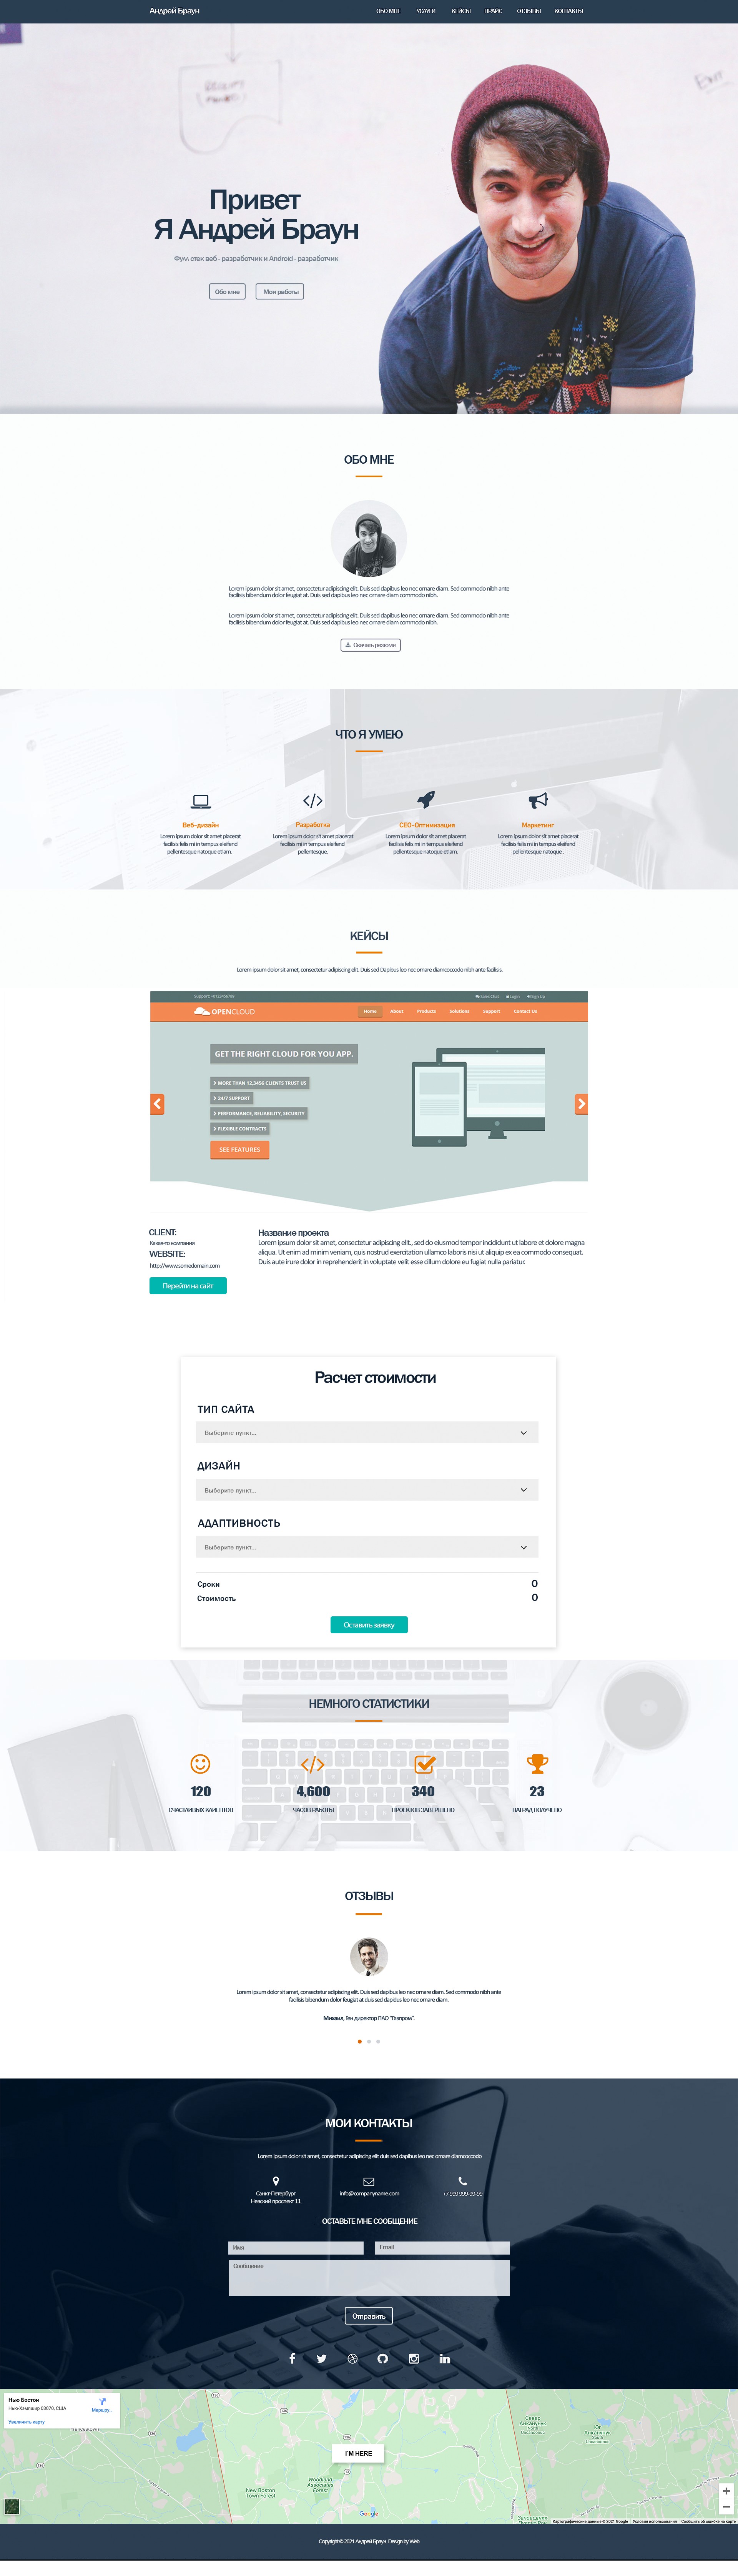 Андрей Браун
ОБО МНЕ УСЛУГИ КЕЙСЫ ПРАЙС ОТЗЫВЫ КОНТАКТЫ
Привет
Я Андрей Браун
Фулл стек веб - разработчик и Android - разработчик
Обо мне Мои работы
ОБО МНЕ
Lorem ipsum dolor sit amet, consectetur adipiscing elit. Duis sed dapibus leo nec ornare diam. Sed commodo nibh ante
facilisis bibendum dolor feugiat at. Duis sed dapibus leo nec ornare diam commodo nibh.
Lorem ipsum dolor sit amet, consectetur adipiscing elit. Duis sed dapibus leo nec ornare diam. Sed commodo nibh ante
facilisis bibendum dolor feugiat at. Duis sed dapibus leo nec ornare diam commodo nibh.
Скачать резюме
ЧТО Я УМЕЮ
Веб-дизайн
Lorem ipsum dolor sit amet placerat
facilisis felis mi in tempus eleifend
pellentesque natoque etiam.
Разработка
Lorem ipsum dolor sit amet placerat
facilisis mi in tempus eleifend
pellentesque.
СЕО-Оптимизация
Lorem ipsum dolor sit amet placerat
facilisis felis mi in tempus eleifend
pellentesque natoque etiam.
Маркетинг
Lorem ipsum dolor sit amet placerat
facilisis felis mi in tempus eleifend
pellentesque natoque .
КЕЙСЫ
Lorem ipsum dolor sit amet, consectetur adipiscing elit. Duis sed Dapibus leo nec ornare diamcommodo nibh ante facilisis.
Sales Chat Login Sign Up
OPENCLOUD
Home About Products Solutions Support Contact Us
GET THE RIGHT CLOUD FOR YOU APP.
MORE THAN 12,3456 CLIENTS TRUST US
24/7 SUPPORT
PERFORMANCE, RELIABILITY, SECURITY
FLEXIBLE CONTRACTS
SEE FEATURES
CLIENT:
Какая-то компания
WEBSITE:
http://www.somedomain.com
Перейти на сайт
Название проекта
Lorem ipsum dolor sit amet, consectetur adipiscing elit., sed do eiusmod tempor incididunt ut labore et dolore magna
aliqua. Ut enim ad minim veniam, quis nostrud exercitation ullamco laboris nisi ut aliquip ex ea commodo consequat.
Duis aute irure dolor in reprehenderit in voluptate velit esse cillum dolore eu fugiat nulla pariatur.
Расчет стоимости
ТИП САЙТА
Выберите пункт...
ДИЗАЙН
Выберите пункт...
АДАПТИВНОСТЬ
Выберите пункт...
Сроки 0
Стоимость 0
Оставить заявку
НЕМНОГО СТАТИСТИКИ
120 4,600 340 23
СЧАСТЛИВЫХ КЛИЕНТОВ ЧАСОВ РАБОТЫ ПРОЕКТОВ ЗАВЕРШЕНО НАГРАД ПОЛУЧЕНО
ОТЗЫВЫ
Lorem ipsum dolor sit amet, consectetur adipiscing elit. Duis sed dapibus leo nec ornare diam. Sed commodo nibh ante
facilisis bibendum dolor feugiat at duis sed dapidus leo nec ornare diam.
Михаил, Ген директор ПАО "Газпром".
МОИ КОНТАКТЫ
Lorem ipsum dolor sit amet, consectetur adipiscing elit duis sed dapibus leo nec ornare diamcoccodo
Санкт-Петербург
Невский проспект 11
info@companyname.com
+7 999 999-99-99
ОСТАВЬТЕ МНЕ СООБЩЕНИЕ
Имя Email
Сообщение
Отправить
Нью Бостон
Нью-Хэмпшир 03070, США
Маршру...
Увеличить карту
I`M HERE
Север
Анкамунук
Woodland
Associates
Forest
New Boston
Town Forest
Google
Заповедник
Картографические данные © 2021 Google Условия использования Сообщить об ошибке на карте
Copyright © 2021 Андрей Браун. Design by Web